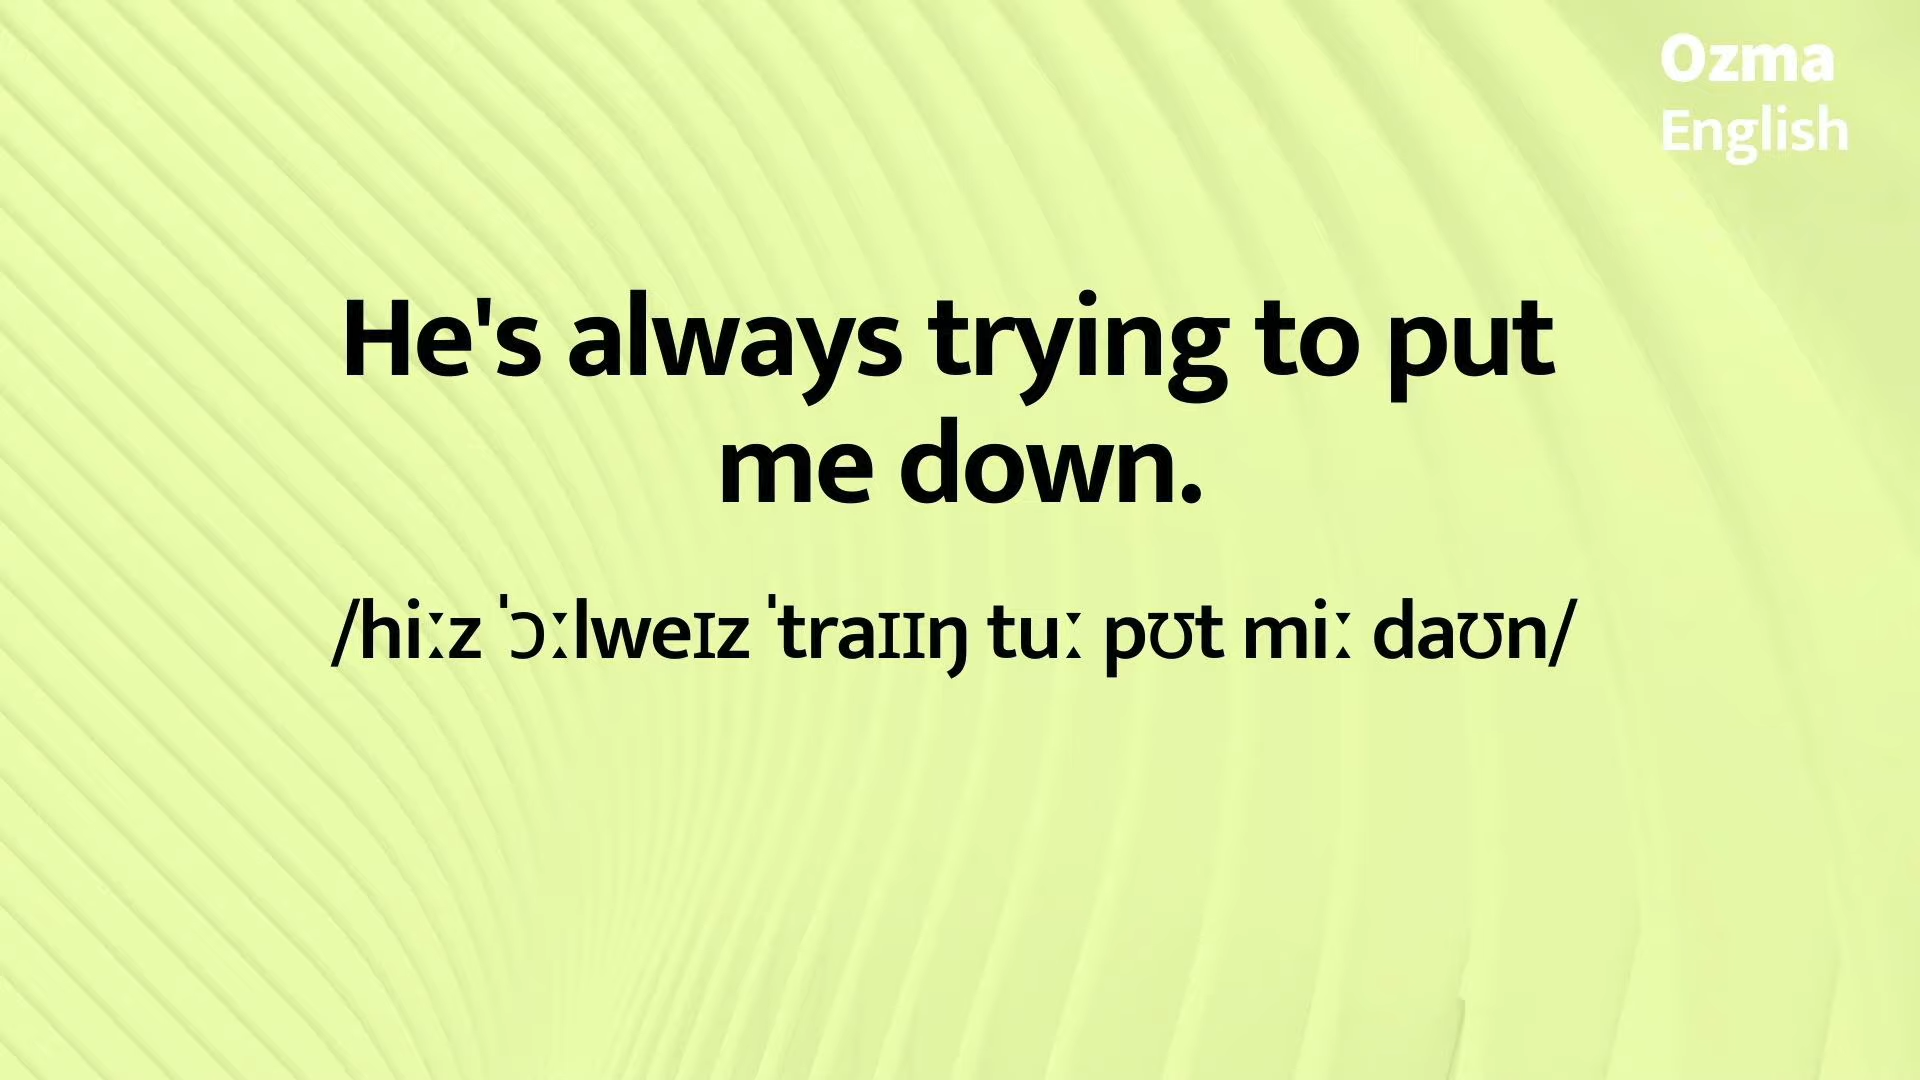 Ozma
English
He's always trying to put
me down.
/hiːz ˈɔːlweɪz ˈtraɪɪŋ tuː pʊt miː daʊn/